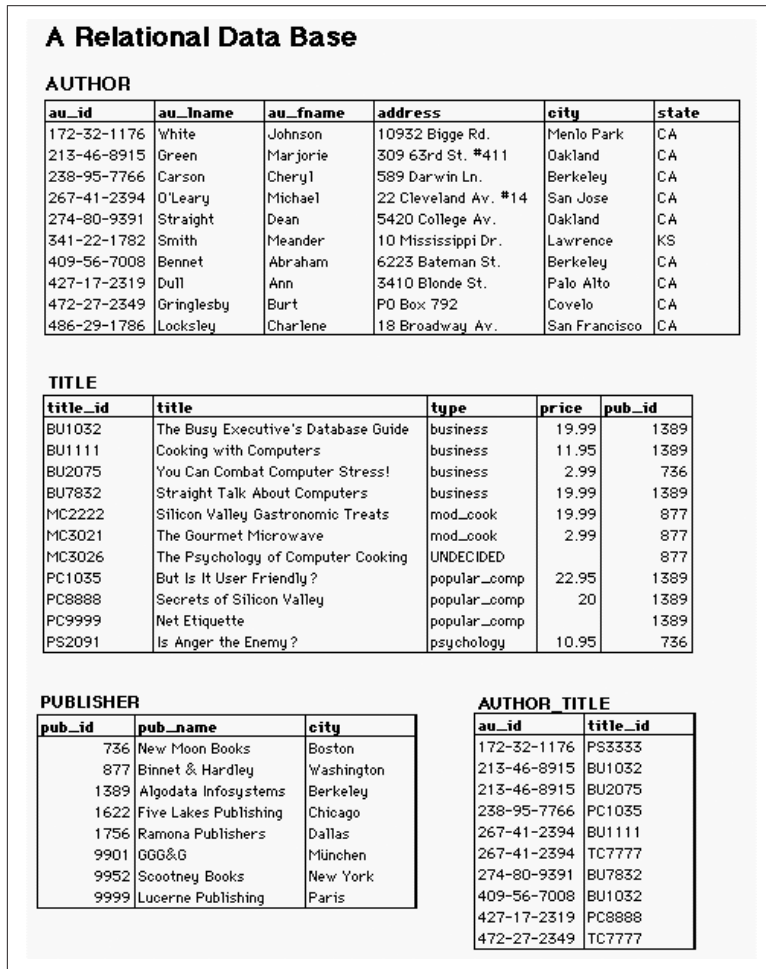 A Relational Data Base
AUTHOR
au_id au_lname au_fname address city state
172-32-1176 White Johnson 10932 Bigge Rd. Menlo Park CA
213-46-8915 Green Marjorie 309 63rd St. #411 Oakland CA
238-95-7766 Carson Cheryl 589 Darwin Ln. Berkeley CA
267-41-2394 O'Leary Michael 22 Cleveland Av. #14 San Jose CA
274-80-9391 Straight Dean 5420 College Av. Oakland CA
341-22-1782 Smith Meander 10 Mississippi Dr. Lawrence KS
409-56-7008 Bennet Abraham 6223 Bateman St. Berkeley CA
427-17-2319 Dull Ann 3410 Blonde St. Palo Alto CA
472-27-2349 Gringlesby Burt PO Box 792 Covelo CA
486-29-1786 Locksley Charlene 18 Broadway Av. San Francisco CA
TITLE
title_id title type price pub_id
BU1032 The Busy Executive's Database Guide business 19.99 1389
BU1111 Cooking with Computers business 11.95 1389
BU2075 You Can Combat Computer Stress! business 2.99 736
BU7832 Straight Talk About Computers business 19.99 1389
MC2222 Silicon Valley Gastronomic Treats mod_cook 19.99 877
MC3021 The Gourmet Microwave mod_cook 2.99 877
MC3026 The Psychology of Computer Cooking UNDECIDED 877
PC1035 But Is It User Friendly? popular_comp 22.95 1389
PC8888 Secrets of Silicon Valley popular_comp 20 1389
PC9999 Net Etiquette popular_comp 1389
PS2091 Is Anger the Enemy? psychology 10.95 736
PUBLISHER
pub_id pub_name city
736 New Moon Books Boston
877 Binnet & Hardley Washington
1389 Algodata Infosystems Berkeley
1622 Five Lakes Publishing Chicago
1756 Ramona Publishers Dallas
9901 GGG&G München
9952 Scootney Books New York
9999 Lucerne Publishing Paris
AUTHOR_TITLE
au_id title_id
172-32-1176 PS3333
213-46-8915 BU1032
213-46-8915 BU2075
238-95-7766 PC1035
267-41-2394 BU1111
267-41-2394 TC7777
274-80-9391 BU7832
409-56-7008 BU1032
427-17-2319 PC8888
472-27-2349 TC7777